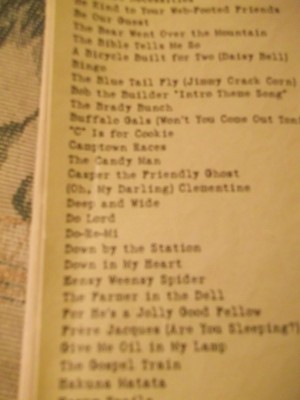 Be Kind to Your Web-Footed Friends
Be Our Guest
The Bear Went Over the Mountain
The Bible Tells Me So
A Bicycle Built for Two (Daisy Bell)
Bingo
The Blue Tail Fly (Jimmy Crack Corn)
Bob the Builder "Intro Theme Song"
The Brady Bunch
Buffalo Gals (Won't You Come Out Ton
"C" Is for Cookie
Camptown Races
The Candy Man
Casper the Friendly Ghost
(Oh, My Darling) Clementine
Deep and Wide
Do Lord
Do-Re-Mi
Down by the Station
Down in My Heart
Eensy Weensy Spider
The Farmer in the Dell
For He's a Jolly Good Fellow
Frere Jacques (Are You Sleeping?)
Give Me Oil in My Lamp
The Gospel Train
Hakuna Matata